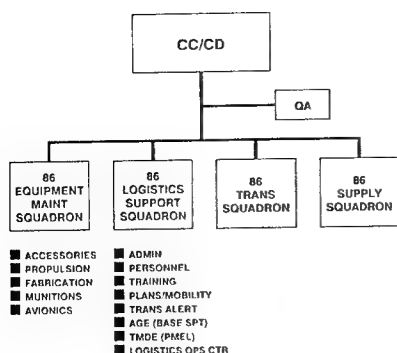 CC/CD
QA
86
EQUIPMENT
MAINT
SQUADRON
86
LOGISTICS
SUPPORT
SQUADRON
86
TRANS
SQUADRON
86
SUPPLY
SQUADRON
ACCESSORIES
PROPULSION
FABRICATION
MUNITIONS
AVIONICS
ADMIN
PERSONNEL
TRAINING
PLANS/MOBILITY
TRANS ALERT
AGE (BASE SPT)
TMDE (PMEL)
LOGISTICS OPS CTR